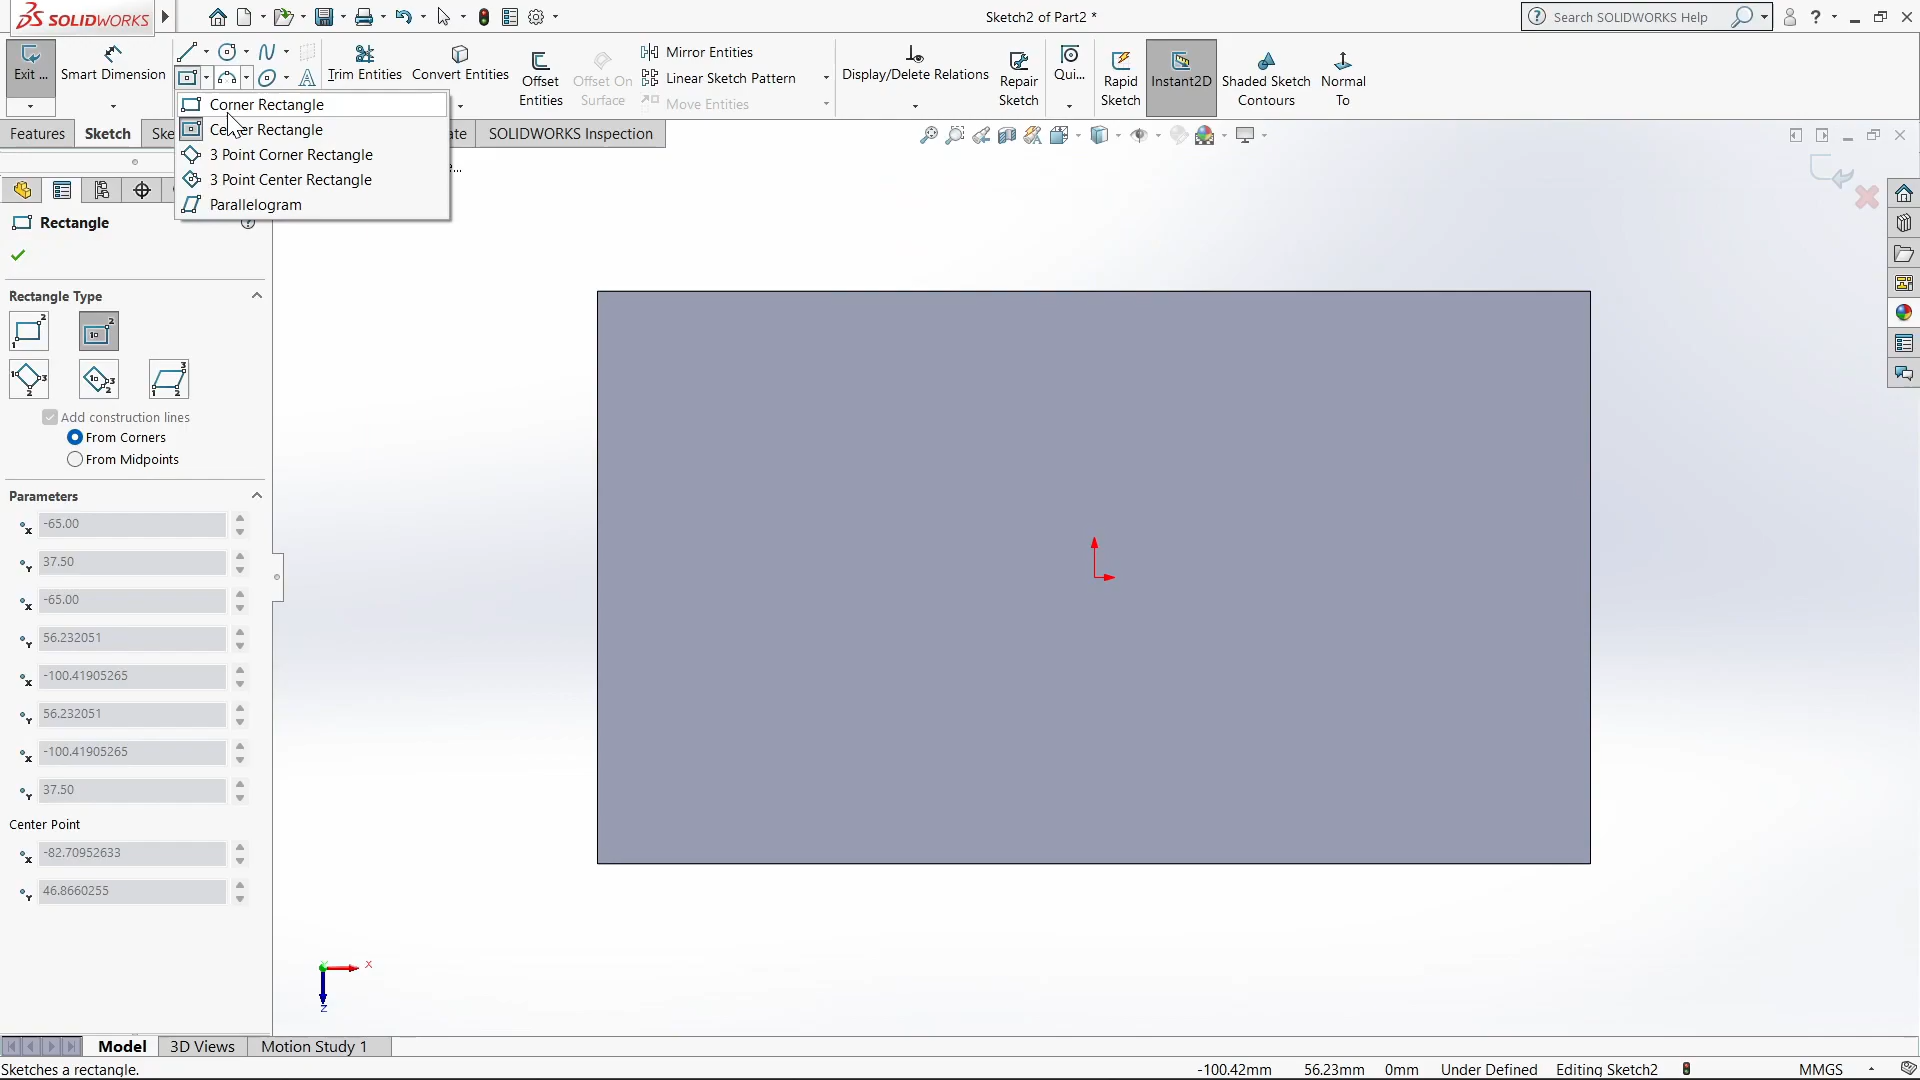 SOLIDWORKS
Sketch2 of Part2 *
Search SOLIDWORKS Help
?
Exit ...
Smart Dimension
Trim Entities
Convert Entities
Offset Entities
Offset On Surface
Mirror Entities
Linear Sketch Pattern
Move Entities
Display/Delete Relations
Repair Sketch
Qui...
Rapid Sketch
Instant2D
Shaded Sketch Contours
Normal To
Corner Rectangle
Center Rectangle
3 Point Corner Rectangle
3 Point Center Rectangle
Parallelogram
Features
Sketch
Ske
ate
SOLIDWORKS Inspection
...
Rectangle
Rectangle Type
Add construction lines
From Corners
From Midpoints
Parameters
-65.00
37.50
-65.00
56.232051
-100.41905265
56.232051
-100.41905265
37.50
Center Point
-82.70952633
46.8660255
X
Z
Model
3D Views
Motion Study 1
Sketches a rectangle.
-100.42mm
56.23mm
0mm
Under Defined
Editing Sketch2
MMGS